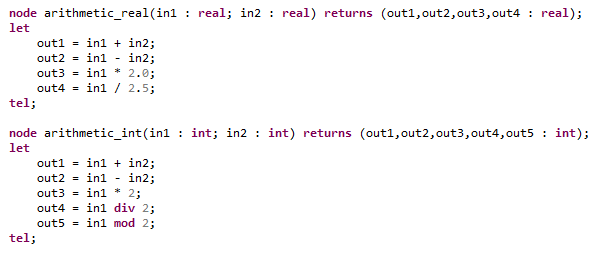 node arithmetic_real(in1 : real; in2 : real) returns (out1,out2,out3,out4 : real);
let
    out1 = in1 + in2;
    out2 = in1 - in2;
    out3 = in1 * 2.0;
    out4 = in1 / 2.5;
tel;

node arithmetic_int(in1 : int; in2 : int) returns (out1,out2,out3,out4,out5 : int);
let
    out1 = in1 + in2;
    out2 = in1 - in2;
    out3 = in1 * 2;
    out4 = in1 div 2;
    out5 = in1 mod 2;
tel;